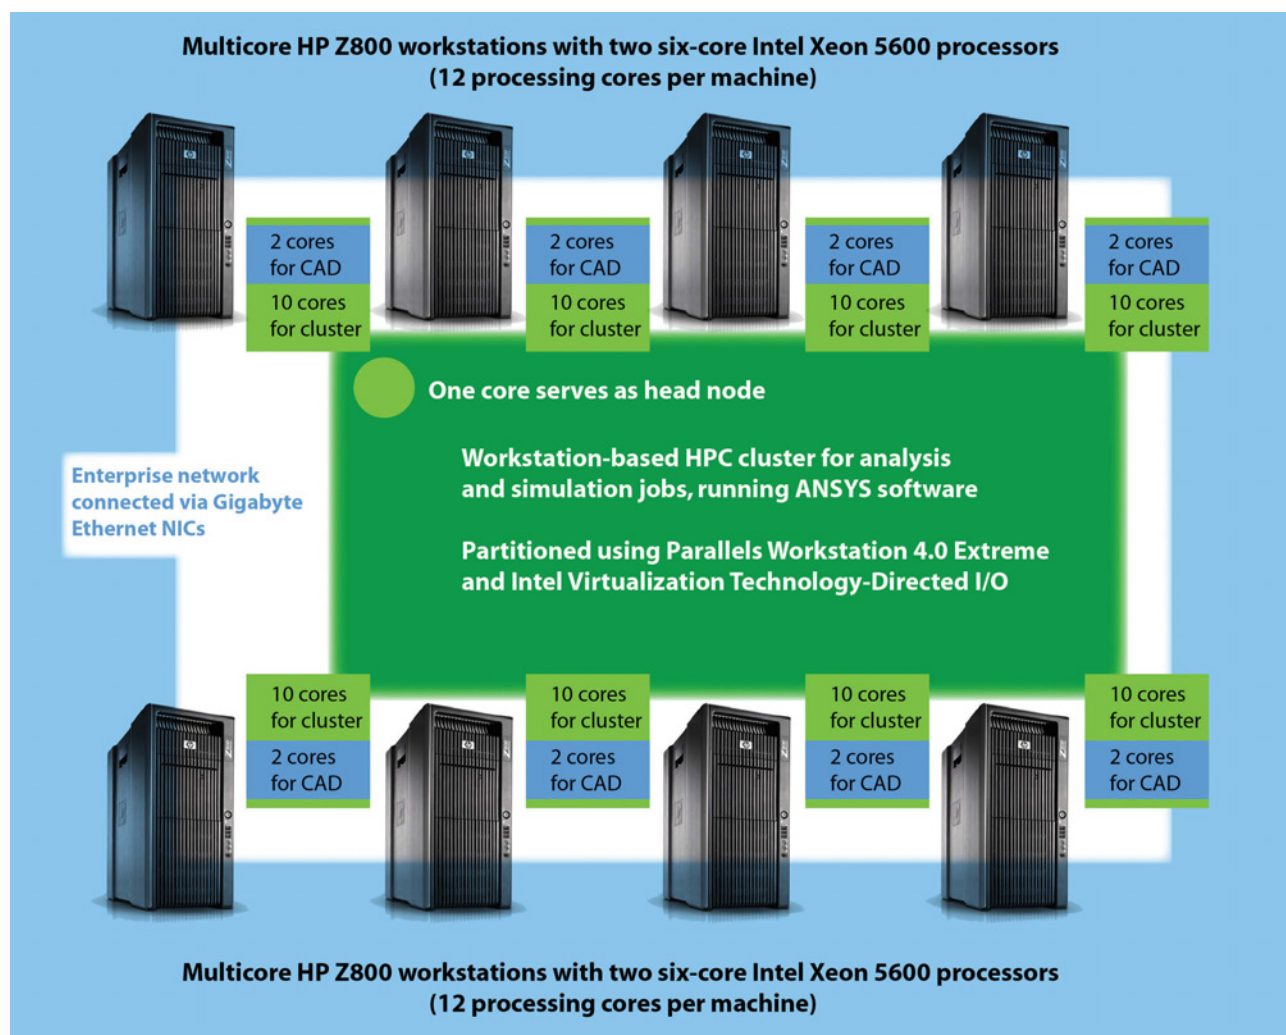 Multicore HP Z800 workstations with two six-core Intel Xeon 5600 processors
(12 processing cores per machine)
2 cores
for CAD
10 cores
for cluster
2 cores
for CAD
10 cores
for cluster
2 cores
for CAD
10 cores
for cluster
2 cores
for CAD
10 cores
for cluster
One core serves as head node
Workstation-based HPC cluster for analysis
and simulation jobs, running ANSYS software
Enterprise network
connected via Gigabyte
Ethernet NICs
Partitioned using Parallels Workstation 4.0 Extreme
and Intel Virtualization Technology-Directed I/O
10 cores
for cluster
2 cores
for CAD
10 cores
for cluster
2 cores
for CAD
10 cores
for cluster
2 cores
for CAD
10 cores
for cluster
2 cores
for CAD
Multicore HP Z800 workstations with two six-core Intel Xeon 5600 processors
(12 processing cores per machine)